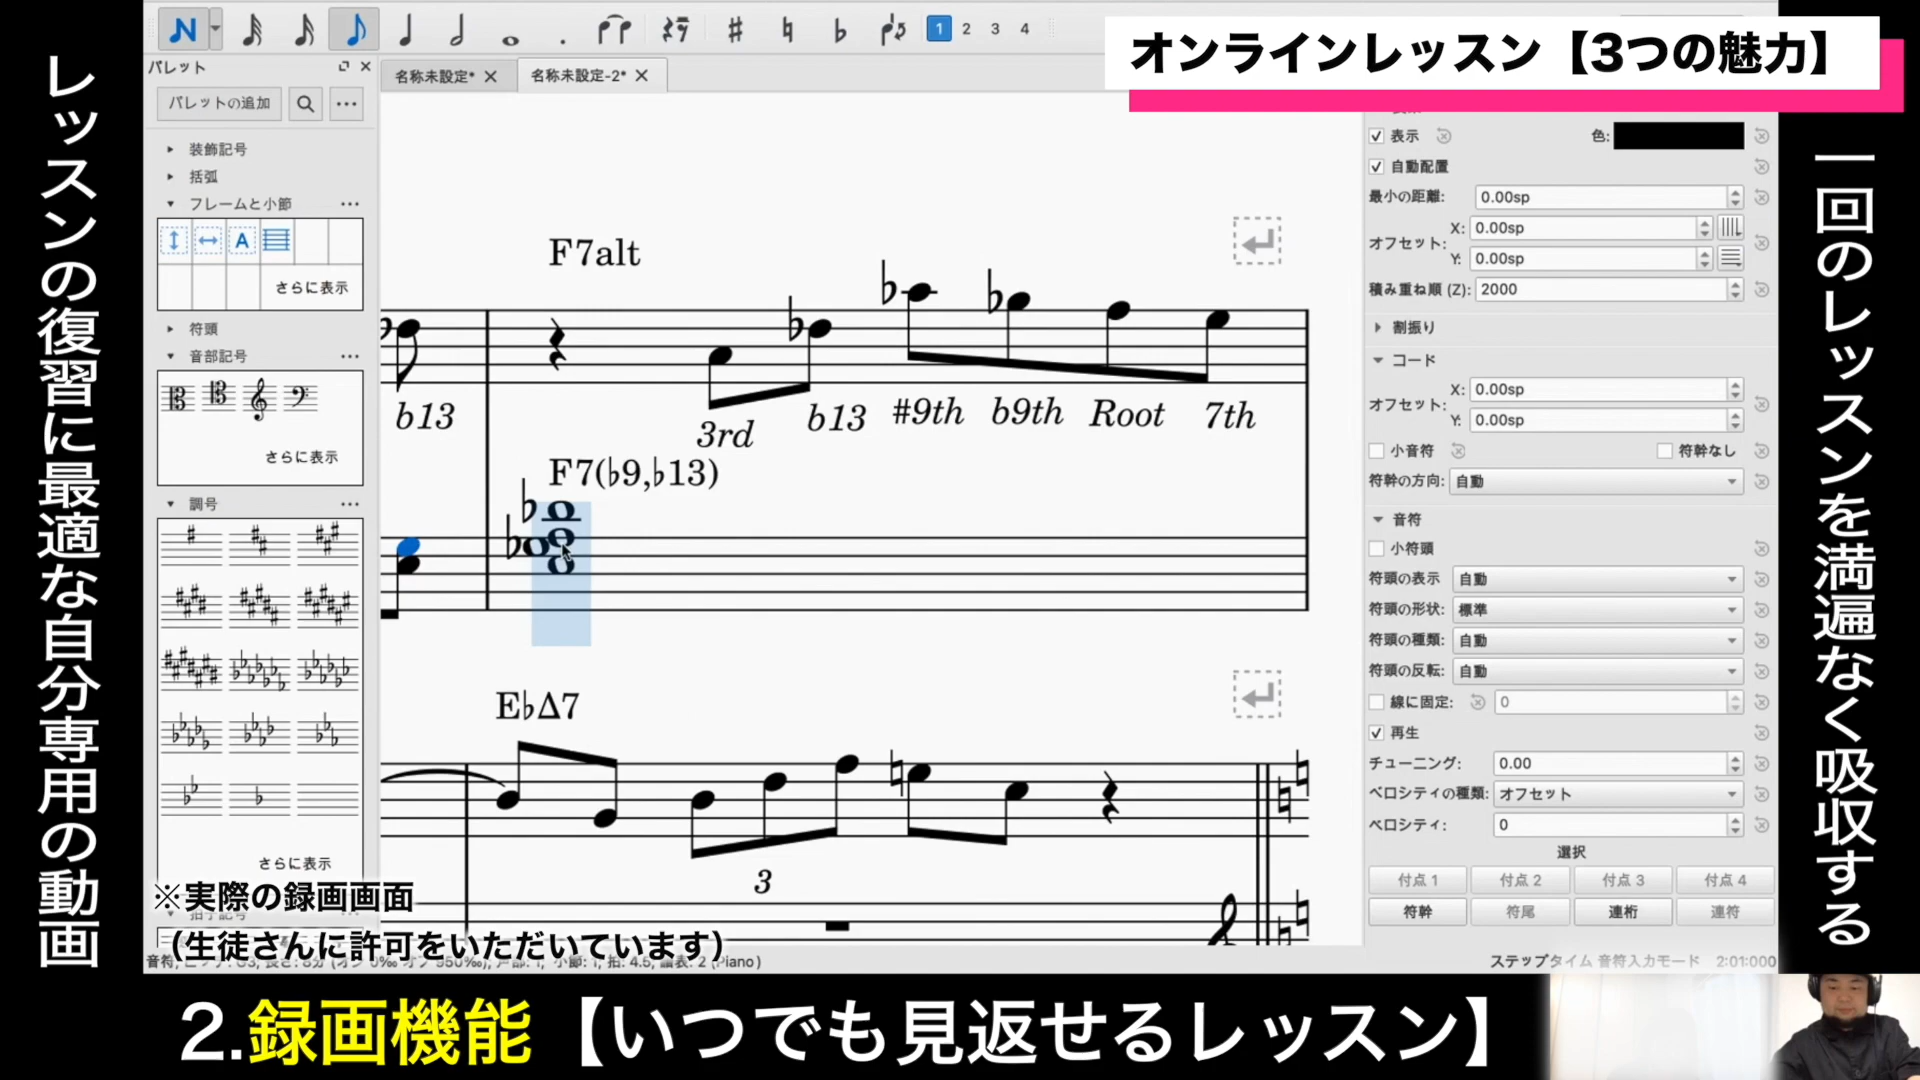 オンラインレッスン【3つの魅力】
レッスンの復習に最適な自分専用の動画
一回のレッスンを満遍なく吸収する
1 2 3 4
パレット
名称未設定*
名称未設定-2*
パレットの追加
装飾記号
括弧
フレームと小節
A
さらに表示
符頭
音部記号
さらに表示
調号
さらに表示
拍子記号
F7alt
b13
3rd
b13
#9th
b9th
Root
7th
F7(♭9,♭13)
E♭Δ7
3
表示
色:
自動配置
最小の距離: 0.00sp
オフセット:
X: 0.00sp
Y: 0.00sp
積み重ね順 (Z): 2000
割振り
コード
オフセット:
X: 0.00sp
Y: 0.00sp
小音符
符幹なし
符幹の方向: 自動
音符
小符頭
符頭の表示 自動
符頭の形状: 標準
符頭の種類: 自動
符頭の反転: 自動
線に固定: 0
再生
チューニング: 0.00
ベロシティの種類: オフセット
ベロシティ: 0
選択
付点 1 付点 2 付点 3 付点 4
符幹 符尾 連桁 連符
※実際の録画画面
（生徒さんに許可をいただいています）
ステップタイム 音符入力モード 2:01:000
2.録画機能【いつでも見返せるレッスン】